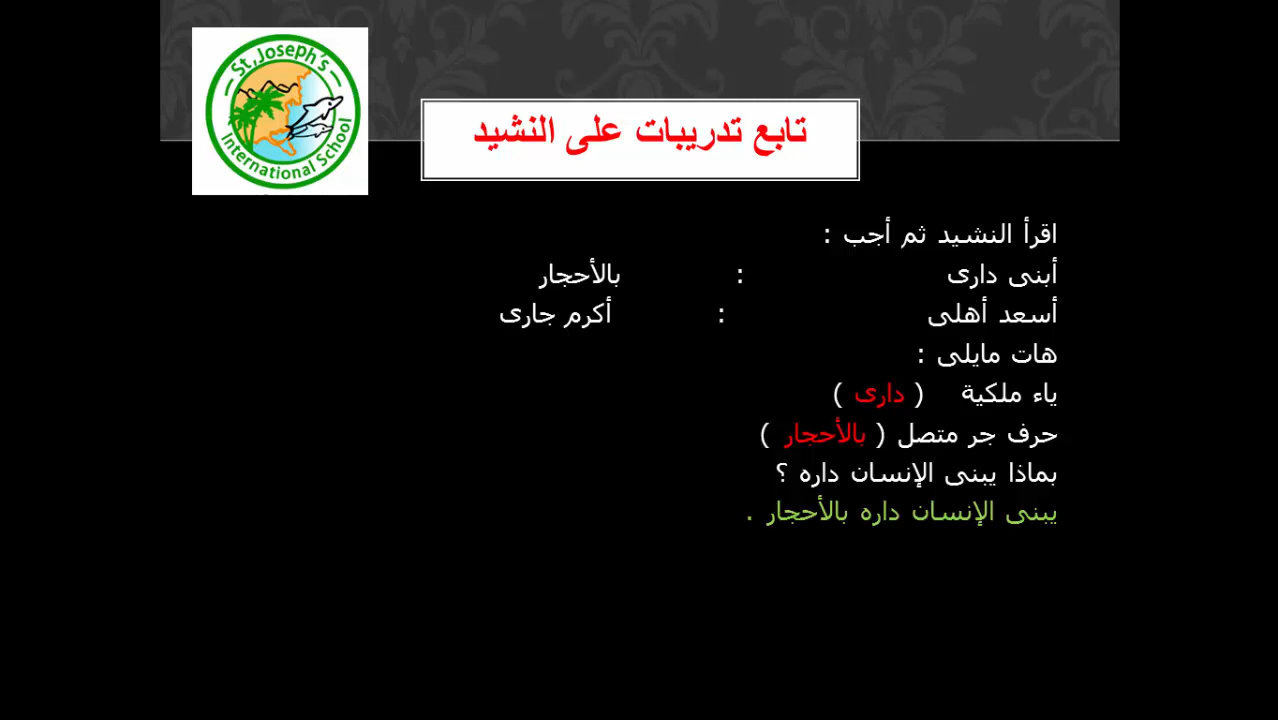 St.Joseph's
International School
تابع تدريبات على النشيد
اقرأ النشيد ثم أجب :
أبنى دارى : بالأحجار
أسعد أهلى : أكرم جارى
هات مايلى :
ياء ملكية ( دارى )
حرف جر متصل ( بالأحجار )
بماذا يبنى الإنسان داره ؟
يبنى الإنسان داره بالأحجار .